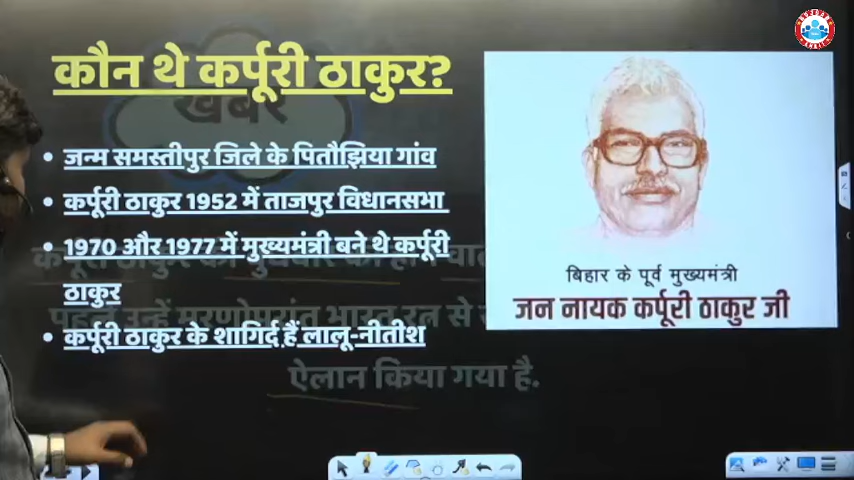 कौन थे कर्पूरी ठाकुर?
खबर
• जन्म समस्तीपुर जिले के पितौझिया गांव
• कर्पूरी ठाकुर 1952 में ताजपुर विधानसभा
• 1970 और 1977 में मुख्यमंत्री बने थे कर्पूरी
ठाकुर
• कर्पूरी ठाकुर के शागिर्द हैं लालू-नीतीश
ऐलान किया गया है.
बिहार के पूर्व मुख्यमंत्री
जन नायक कर्पूरी ठाकुर जी